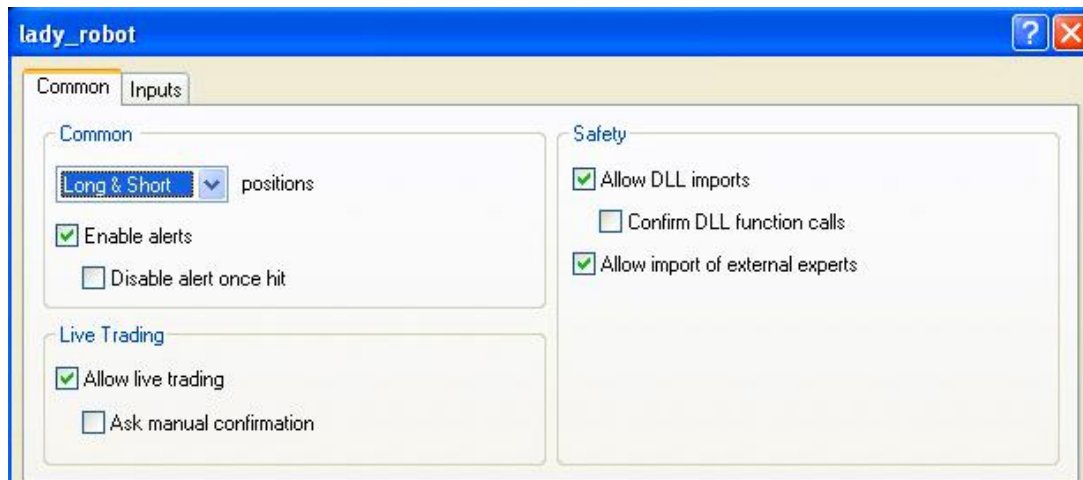 lady_robot
Common Inputs
Common
Long & Short positions
Enable alerts
Disable alert once hit
Live Trading
Allow live trading
Ask manual confirmation
Safety
Allow DLL imports
Confirm DLL function calls
Allow import of external experts